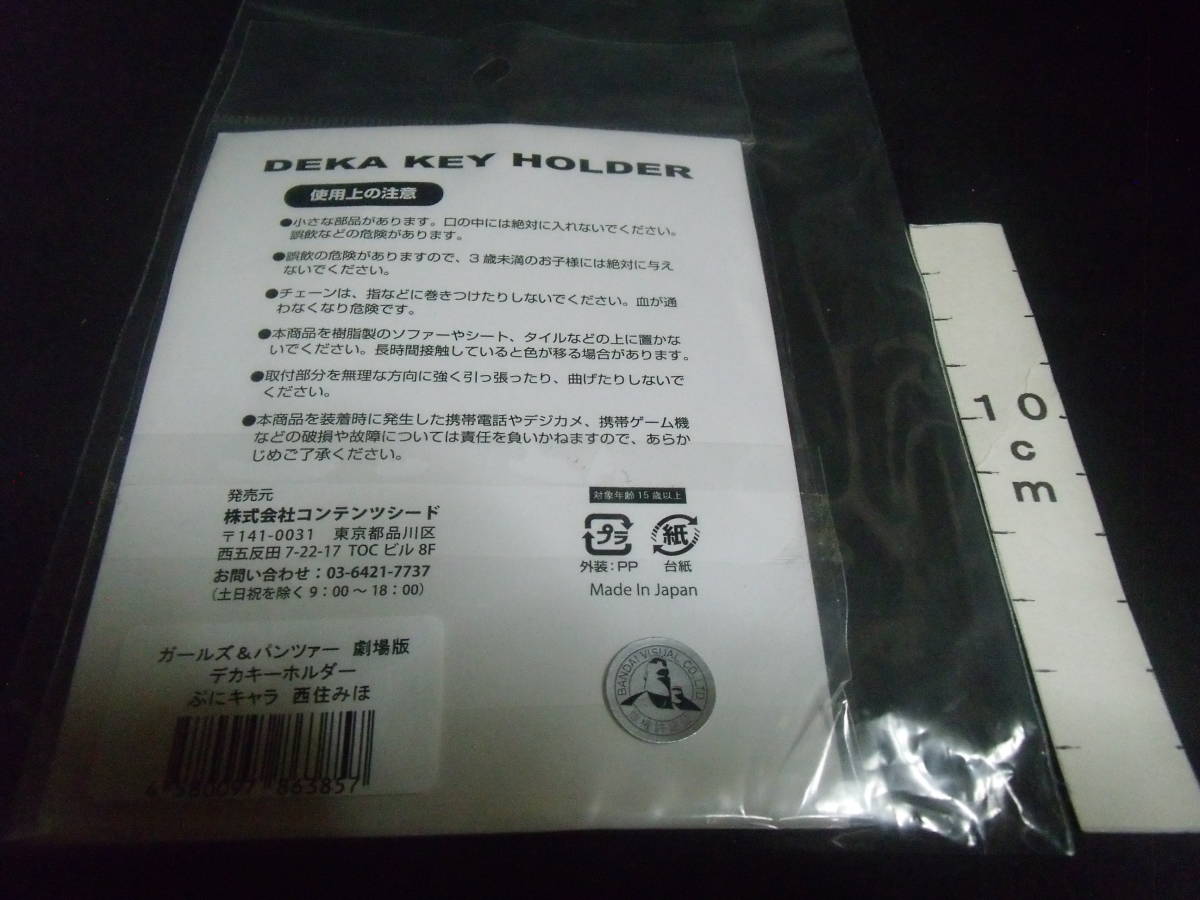 DEKA KEY HOLDER
使用上の注意
●小さな部品があります。口の中には絶対に入れないでください。
誤飲などの危険があります。
●誤飲の危険がありますので、3歳未満のお子様には絶対に与え
ないでください。
●チェーンは、指などに巻きつけたりしないでください。血が通
わなくなり危険です。
●本商品を樹脂製のソファーやシート、タイルなどの上に置かな
いでください。長時間接触していると色が移る場合があります。
●取付部分を無理な方向に強く引っ張ったり、曲げたりしないで
ください。
●本商品を装着時に発生した携帯電話やデジカメ、携帯ゲーム機
などの破損や故障については責任を負いかねますので、あらか
じめご了承ください。
発売元
株式会社コンテンツシード
〒141-0031 東京都品川区
西五反田 7-22-17 TOC ビル 8F
お問い合わせ：03-6421-7737
（土日祝を除く 9：00 〜 18：00）
対象年齢 15 歳以上
プラ 紙
外装：PP 台紙
Made In Japan
ガールズ＆パンツァー 劇場版
デカキーホルダー
ぷにキャラ 西住みほ
4 580097 863857
BANDAI VISUAL CO.,LTD.
10
cm